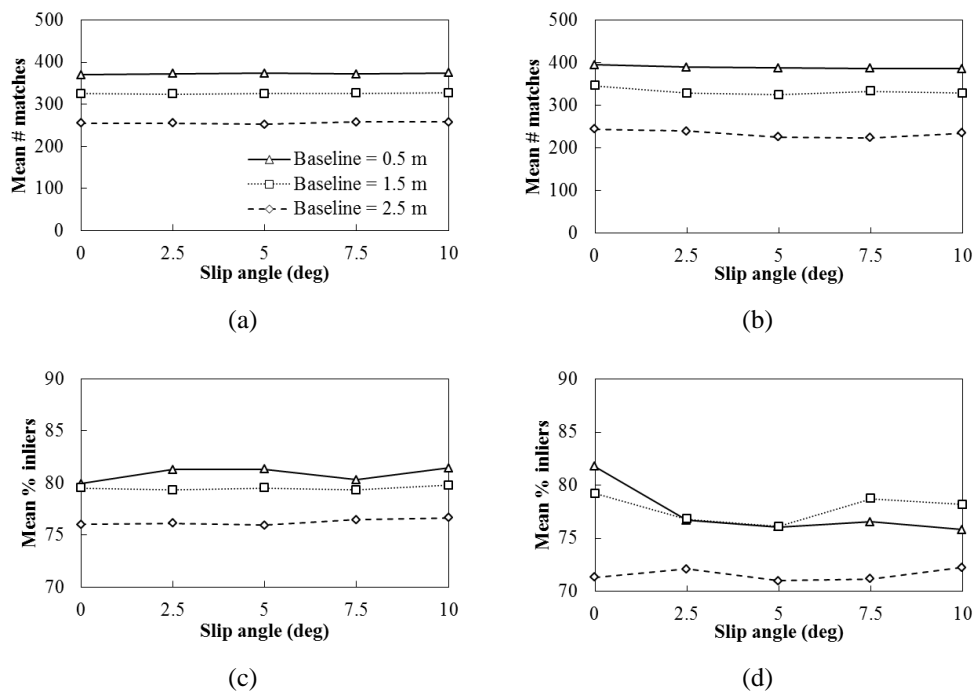 500
400
300
200
100
0
Mean # matches
Baseline = 0.5 m
Baseline = 1.5 m
Baseline = 2.5 m
0 2.5 5 7.5 10
Slip angle (deg)
(a)
500
400
300
200
100
0
Mean # matches
0 2.5 5 7.5 10
Slip angle (deg)
(b)
90
85
80
75
70
Mean % inliers
0 2.5 5 7.5 10
Slip angle (deg)
(c)
90
85
80
75
70
Mean % inliers
0 2.5 5 7.5 10
Slip angle (deg)
(d)